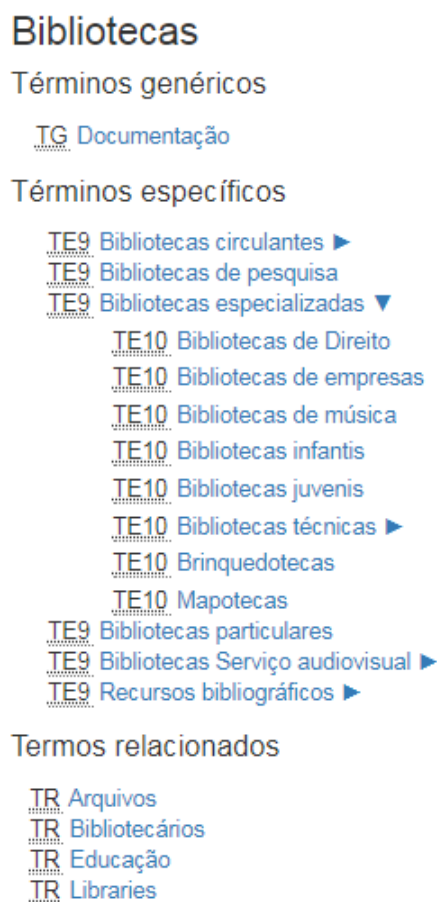 Bibliotecas
Términos genéricos
TG Documentação
Términos específicos
TE9 Bibliotecas circulantes ►
TE9 Bibliotecas de pesquisa
TE9 Bibliotecas especializadas ▼
TE10 Bibliotecas de Direito
TE10 Bibliotecas de empresas
TE10 Bibliotecas de música
TE10 Bibliotecas infantis
TE10 Bibliotecas juvenis
TE10 Bibliotecas técnicas ►
TE10 Brinquedotecas
TE10 Mapotecas
TE9 Bibliotecas particulares
TE9 Bibliotecas Serviço audiovisual ►
TE9 Recursos bibliográficos ►
Termos relacionados
TR Arquivos
TR Bibliotecários
TR Educação
TR Libraries